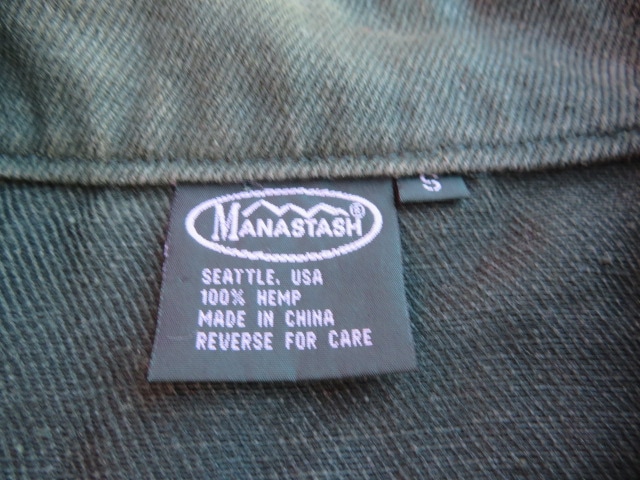 MANASTASH®
S
SEATTLE, USA
100% HEMP
MADE IN CHINA
REVERSE FOR CARE